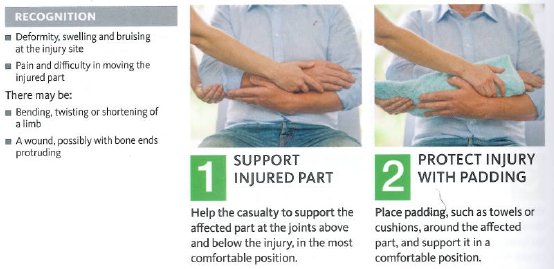 RECOGNITION
Deformity, swelling and bruising
at the injury site
Pain and difficulty in moving the
injured part
There may be:
Bending, twisting or shortening of
a limb
A wound, possibly with bone ends
protruding
1 SUPPORT
INJURED PART
Help the casualty to support the
affected part at the joints above
and below the injury, in the most
comfortable position.
2 PROTECT INJURY
WITH PADDING
Place padding, such as towels or
cushions, around the affected
part, and support it in a
comfortable position.